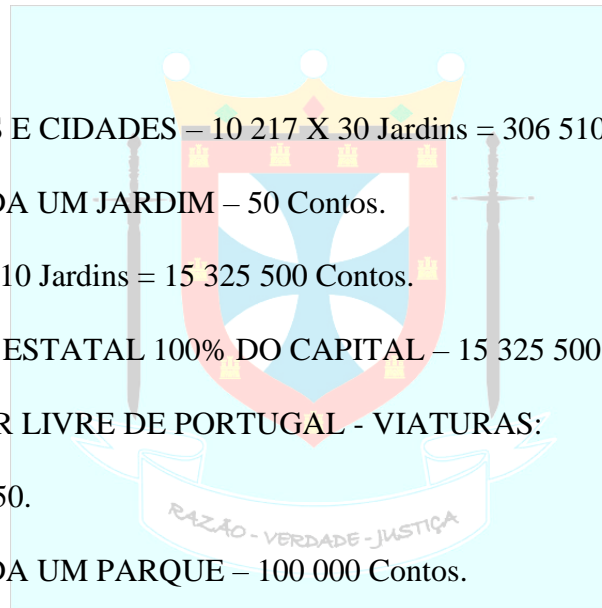 S E CIDADES – 10 217 X 30 Jardins = 306 510
DA UM JARDIM – 50 Contos.
10 Jardins = 15 325 500 Contos.
ESTATAL 100% DO CAPITAL – 15 325 500
R LIVRE DE PORTUGAL - VIATURAS:
50.
RAZÃO - VERDADE - JUSTIÇA
DA UM PARQUE – 100 000 Contos.